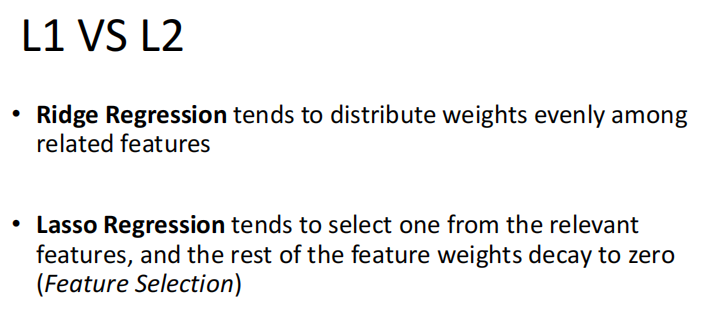 L1 VS L2
• Ridge Regression tends to distribute weights evenly among
related features
• Lasso Regression tends to select one from the relevant
features, and the rest of the feature weights decay to zero
(Feature Selection)